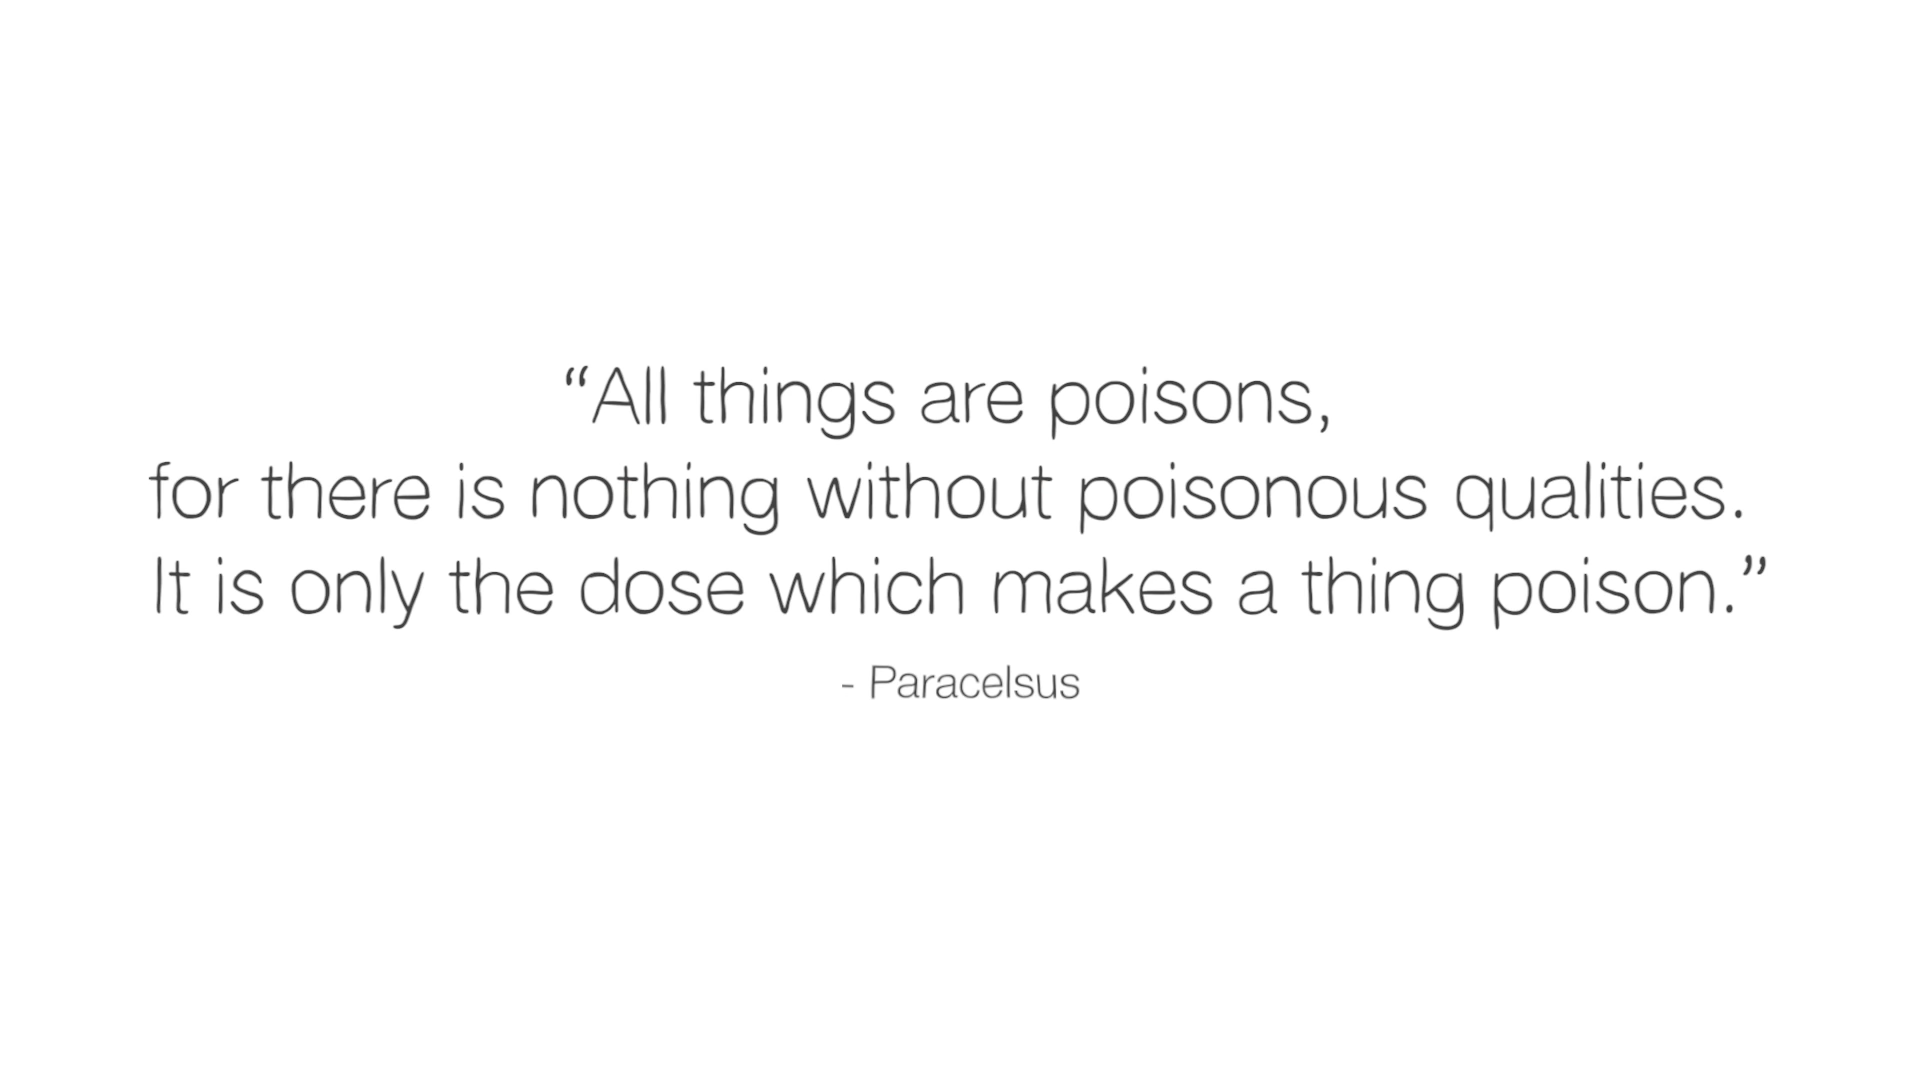 “All things are poisons,
for there is nothing without poisonous qualities.
It is only the dose which makes a thing poison.”
- Paracelsus